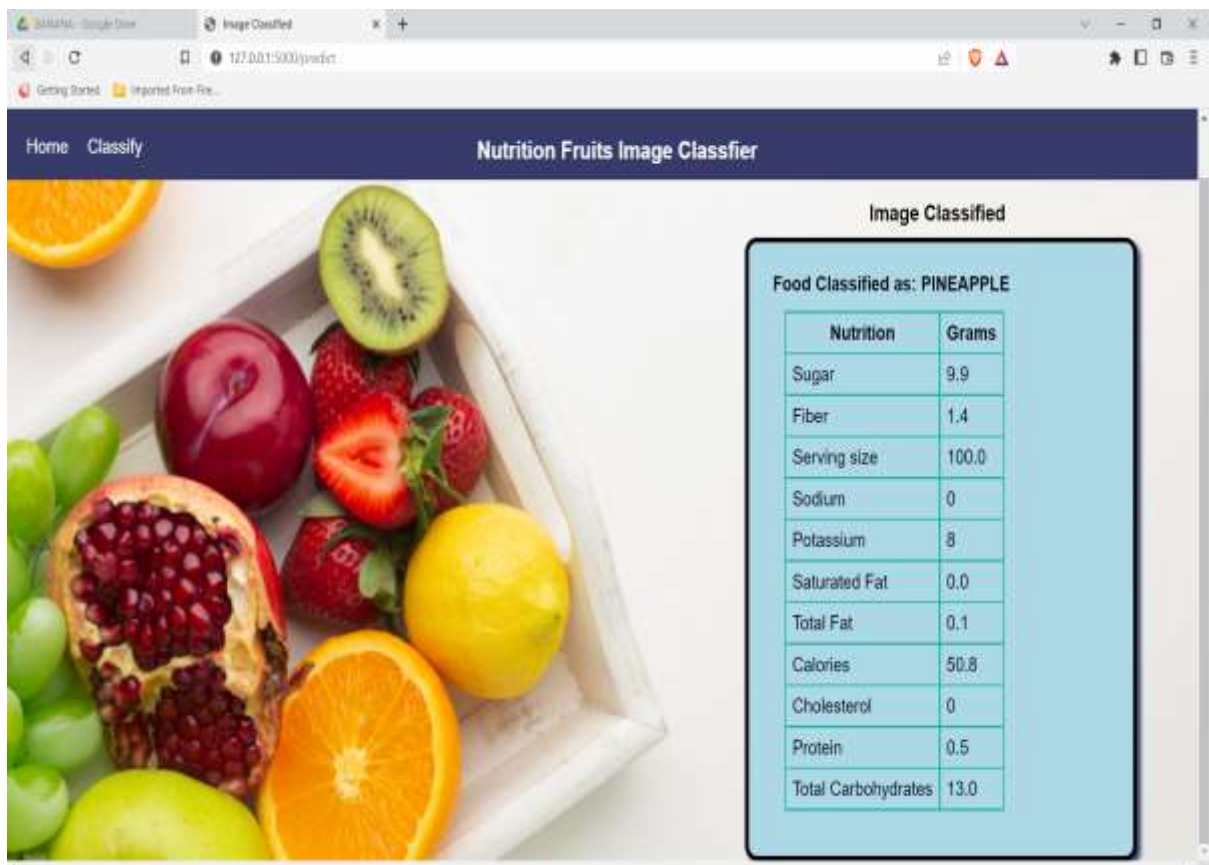 BANANA - Google Drive
Image Classified
127.0.0.1:5000/predict
Getting Started Imported From Fire...
Home Classify Nutrition Fruits Image Classfier
Image Classified
Food Classified as: PINEAPPLE
Nutrition Grams
Sugar 9.9
Fiber 1.4
Serving size 100.0
Sodium 0
Potassium 8
Saturated Fat 0.0
Total Fat 0.1
Calories 50.8
Cholesterol 0
Protein 0.5
Total Carbohydrates 13.0